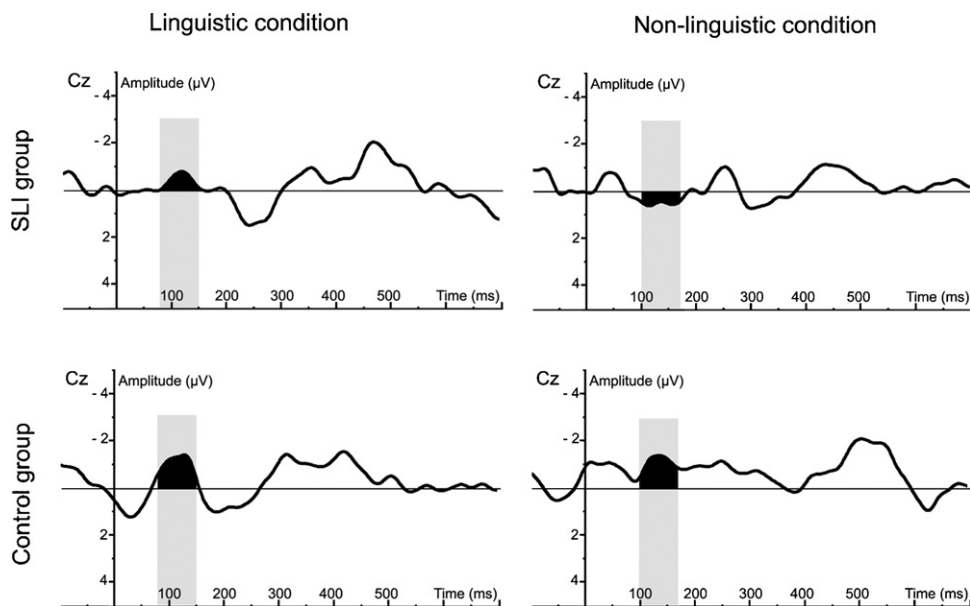 Linguistic condition
Non-linguistic condition
SLI group
Cz Amplitude (µV)
- 4
- 2
2
4
100 200 300 400 500 Time (ms)
Cz Amplitude (µV)
- 4
- 2
2
4
100 200 300 400 500 Time (ms)
Control group
Cz Amplitude (µV)
- 4
- 2
2
4
100 200 300 400 500 Time (ms)
Cz Amplitude (µV)
- 4
- 2
2
4
100 200 300 400 500 Time (ms)